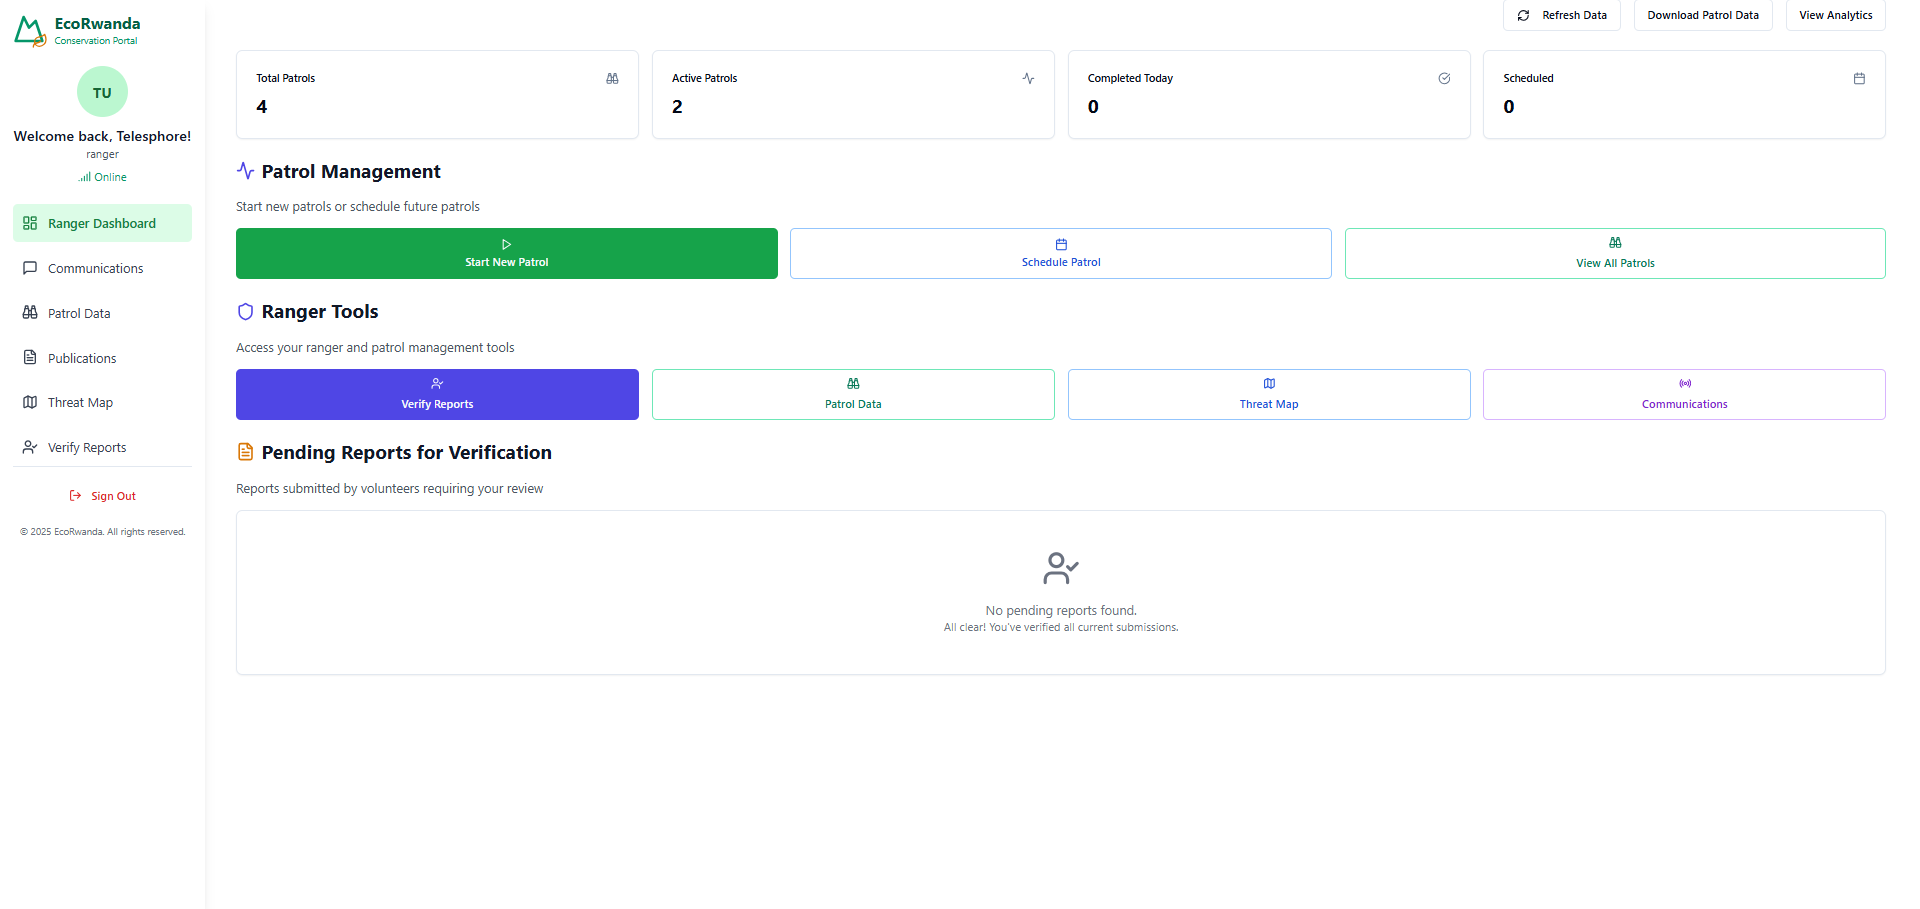 EcoRwanda
Conservation Portal
TU
Welcome back, Telesphore!
ranger
Online
Ranger Dashboard
Communications
Patrol Data
Publications
Threat Map
Verify Reports
Sign Out
© 2025 EcoRwanda. All rights reserved.
Refresh Data
Download Patrol Data
View Analytics
Total Patrols
4
Active Patrols
2
Completed Today
0
Scheduled
0
Patrol Management
Start new patrols or schedule future patrols
Start New Patrol
Schedule Patrol
View All Patrols
Ranger Tools
Access your ranger and patrol management tools
Verify Reports
Patrol Data
Threat Map
Communications
Pending Reports for Verification
Reports submitted by volunteers requiring your review
No pending reports found.
All clear! You've verified all current submissions.